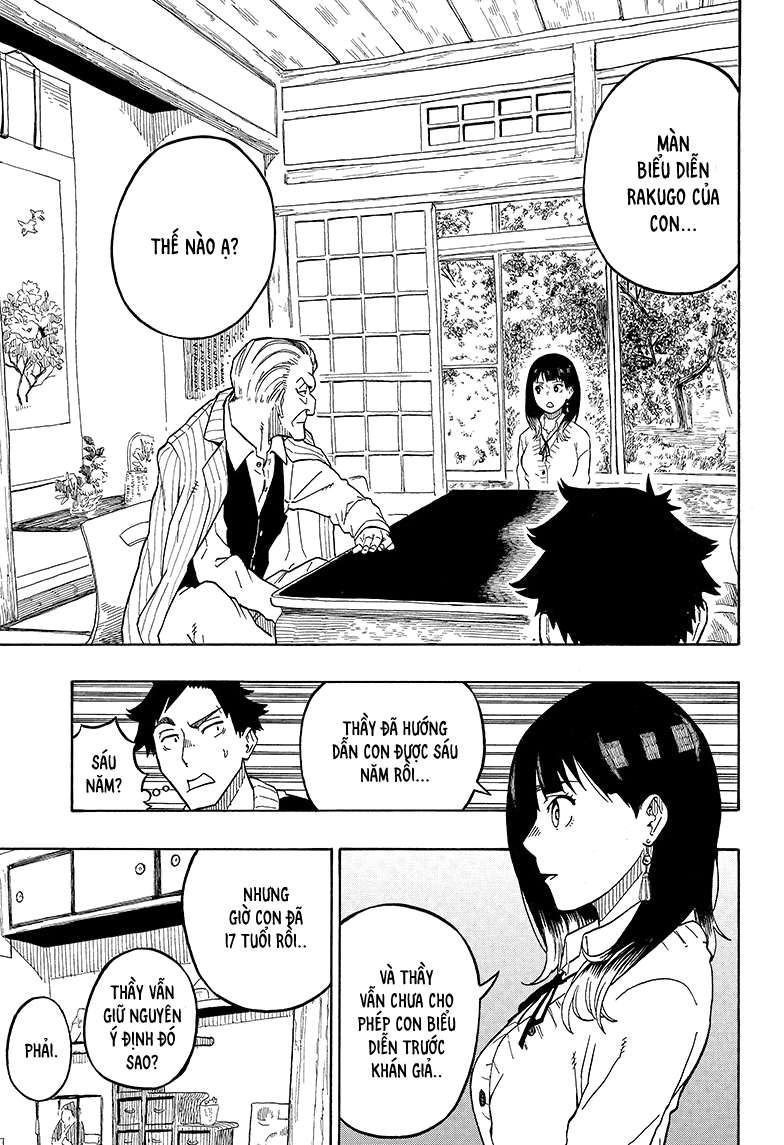 MÀN
BIỂU DIỄN
RAKUGO CỦA
CON...
THẾ NÀO Ạ?
THẦY ĐÃ HƯỚNG
DẪN CON ĐƯỢC SÁU
NĂM RỒI...
SÁU
NĂM?
VÀ THẦY
VẪN CHƯA CHO
PHÉP CON BIỂU
DIỄN TRƯỚC
KHÁN GIẢ..
NHƯNG
GIỜ CON ĐÃ
17 TUỔI RỒI..
THẦY VẪN
GIỮ NGUYÊN
Ý ĐỊNH ĐÓ
SAO?
PHẢI.